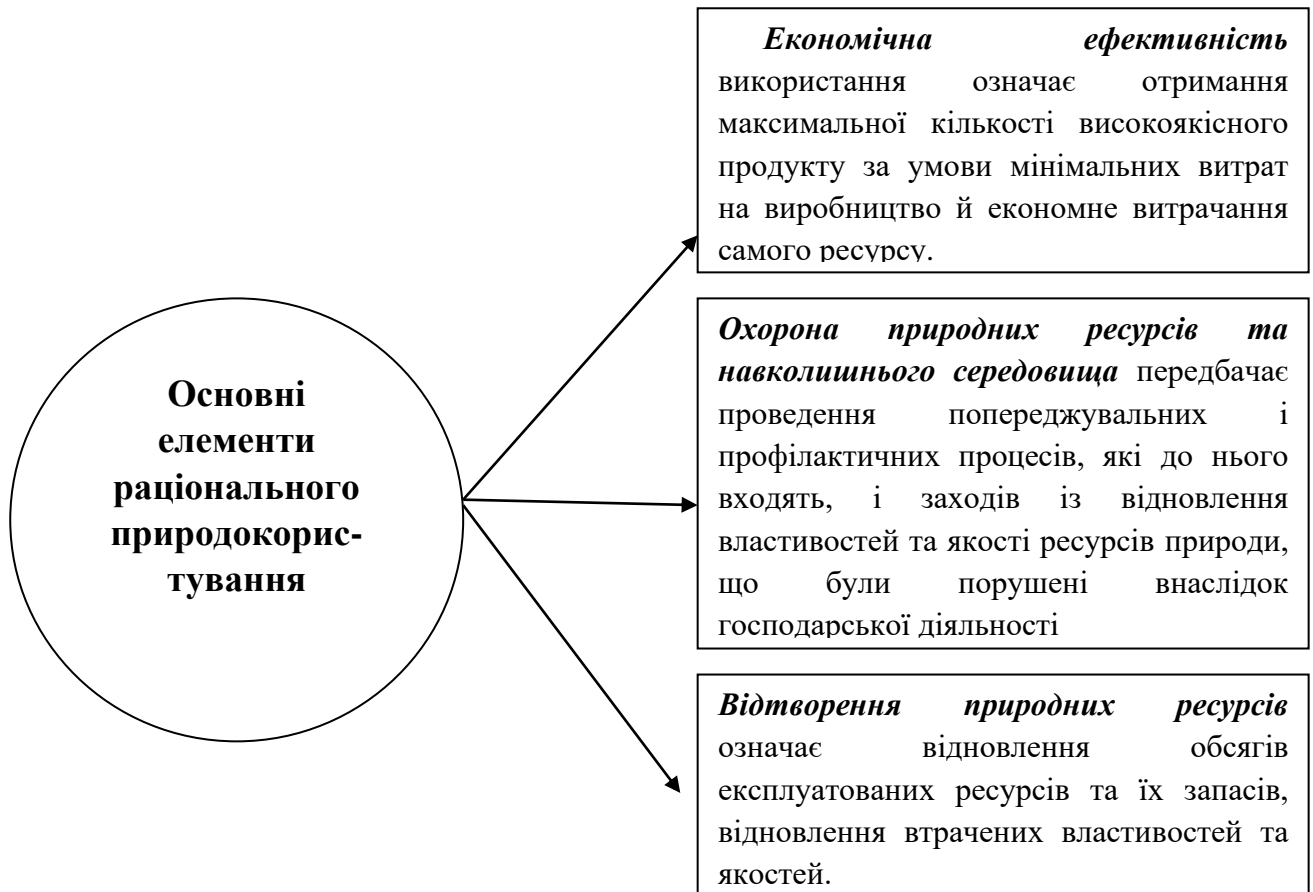 Основні
елементи
раціонального
природокорис-
тування
Економічна ефективність
використання означає отримання
максимальної кількості високоякісного
продукту за умови мінімальних витрат
на виробництво й економне витрачання
самого ресурсу.
Охорона природних ресурсів та
навколишнього середовища передбачає
проведення попереджувальних і
профілактичних процесів, які до нього
входять, і заходів із відновлення
властивостей та якості ресурсів природи,
що були порушені внаслідок
господарської діяльності
Відтворення природних ресурсів
означає відновлення обсягів
експлуатованих ресурсів та їх запасів,
відновлення втрачених властивостей та
якостей.